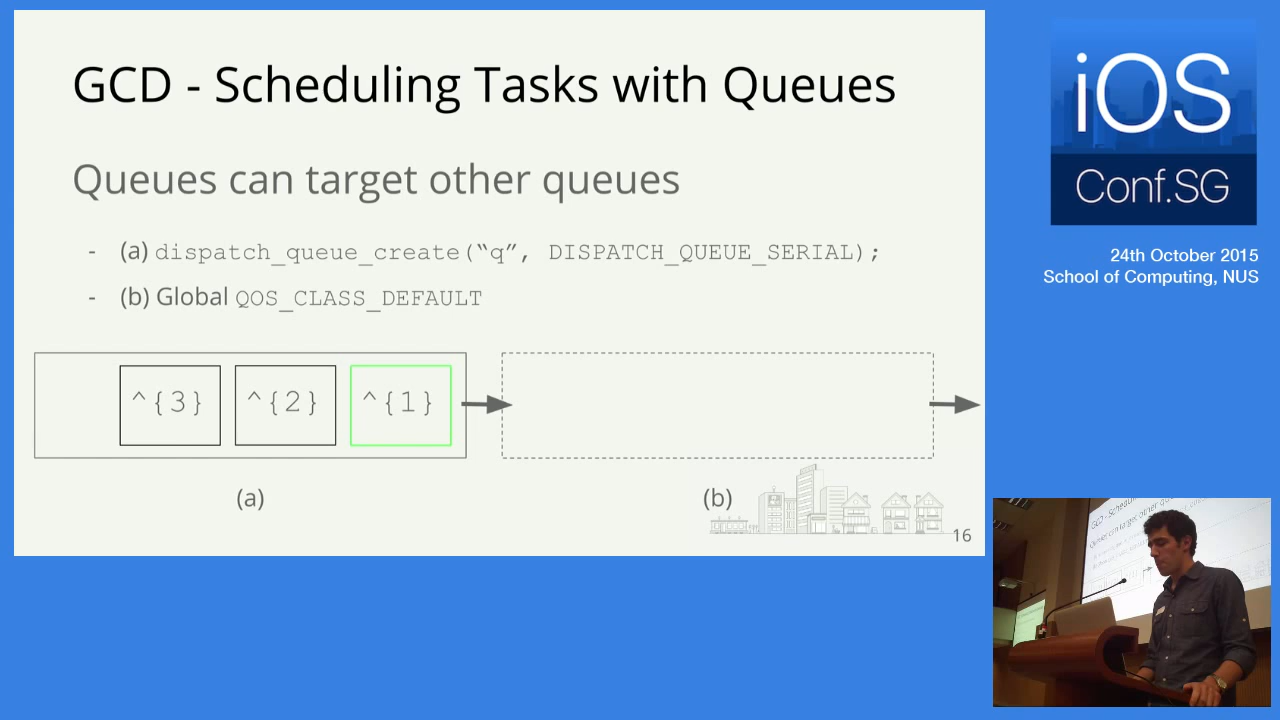 GCD - Scheduling Tasks with Queues
Queues can target other queues
- (a) dispatch_queue_create(“q”, DISPATCH_QUEUE_SERIAL);
- (b) Global QOS_CLASS_DEFAULT
^{3} ^{2} ^{1}
(a) (b)
16
iOS
Conf.SG
24th October 2015
School of Computing, NUS